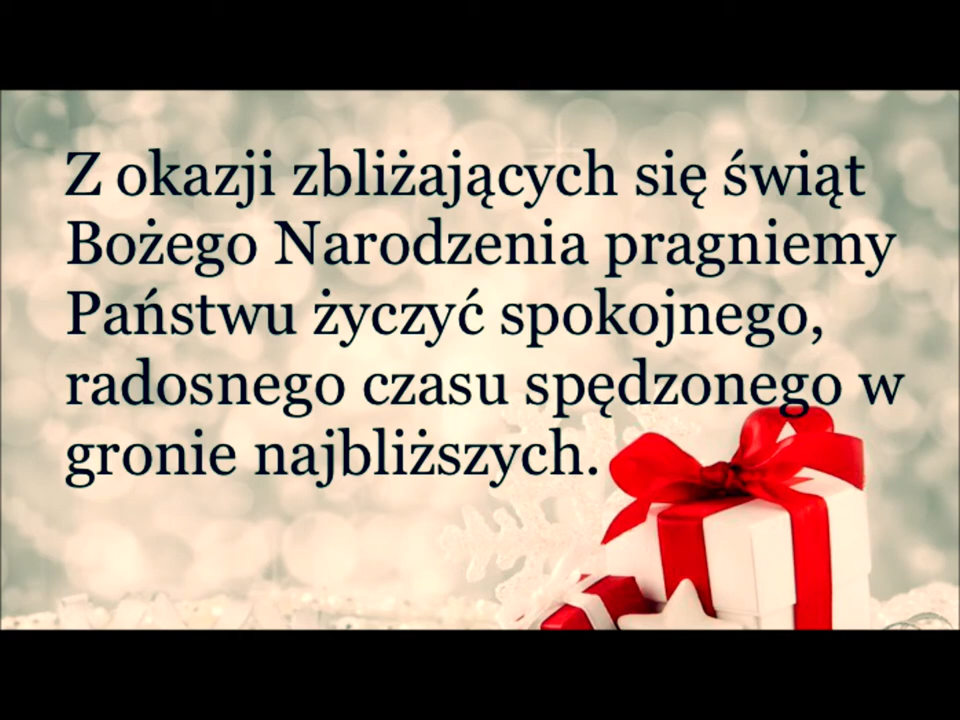 Z okazji zbliżających się świąt
Bożego Narodzenia pragniemy
Państwu życzyć spokojnego,
radosnego czasu spędzonego w
gronie najbliższych.